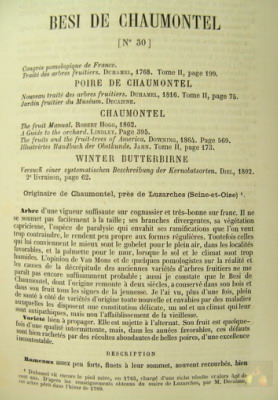 BESI DE CHAUMONTEL
[N° 30]
Congrès pomologique de France.
Traité des arbres fruitiers. DUHAMEL, 1768. Tome II, page 199.
POIRE DE CHAUMONTEL
Nouveau traité des arbres fruitiers. DUHAMEL, 1816. Tome II, page 75.
Jardin fruitier du Muséum. DECAISNE.
CHAUMONTEL
The fruit Manual. ROBERT HOGG, 1862.
A Guide to the orchard. LINDLEY, Page 395.
The fruits and the fruit-trees of America, DOWNING, 1865. Page 569.
Illustrirtes Handbuch der Obstkunde, JAHN. Tome II, page 173.
WINTER BUTTERBIRNE
Versuch einer systematischen Beschreibung der Kernobstsorten. DIEL, 1802.
page 62.
Originaire de Chaumontel, près de Luzarches (Seine-et-Oise) ¹.
Arbre d'une vigueur suffisante sur cognassier et très-bonne sur franc. Il ne
se soumet pas facilement à la taille; ses branches divergentes, sa végétation
capricieuse, l'espèce de paralysie qui envahit ses ramifications que l'on veut
trop contraindre, le rendent peu propre aux formes régulières. Toutefois celles
qui lui conviennent le mieux sont le gobelet pour le plein air, dans les localités
favorables, et la palmette pour le mur, lorsque le sol et le climat sont trop
humides. L'opinion de Van Mons et de quelques pomologistes sur la réalité et
les causes de la décrépitude des anciennes variétés d'arbres fruitiers ne me
paraît pas encore suffisamment probable; aussi je constate que le Besi de
Chaumontel, dont l'origine remonte à deux siècles, a conservé dans son bois et
dans son fruit tous les signes de la jeunesse. Je l'ai vu, plus d'une fois, plein
de santé à côté de variétés d'origine toute nouvelle et envahies par des maladies
auxquelles les dispose une constitution délicate, un sol et un climat qui leur
sont antipathiques, mais non l'affaiblissement de la vieillesse.
Variété bien à propager. Elle est sujette à l'alternat. Son fruit est quelquefois
d'une qualité intermittente, mais, dans les années favorables, ces défauts
sont bien rachetés par des récoltes abondantes de belles poires, d'une excellence
incontestable.
DESCRIPTION
Rameaux assez peu forts, fluets à leur sommet, souvent recourbés, bien